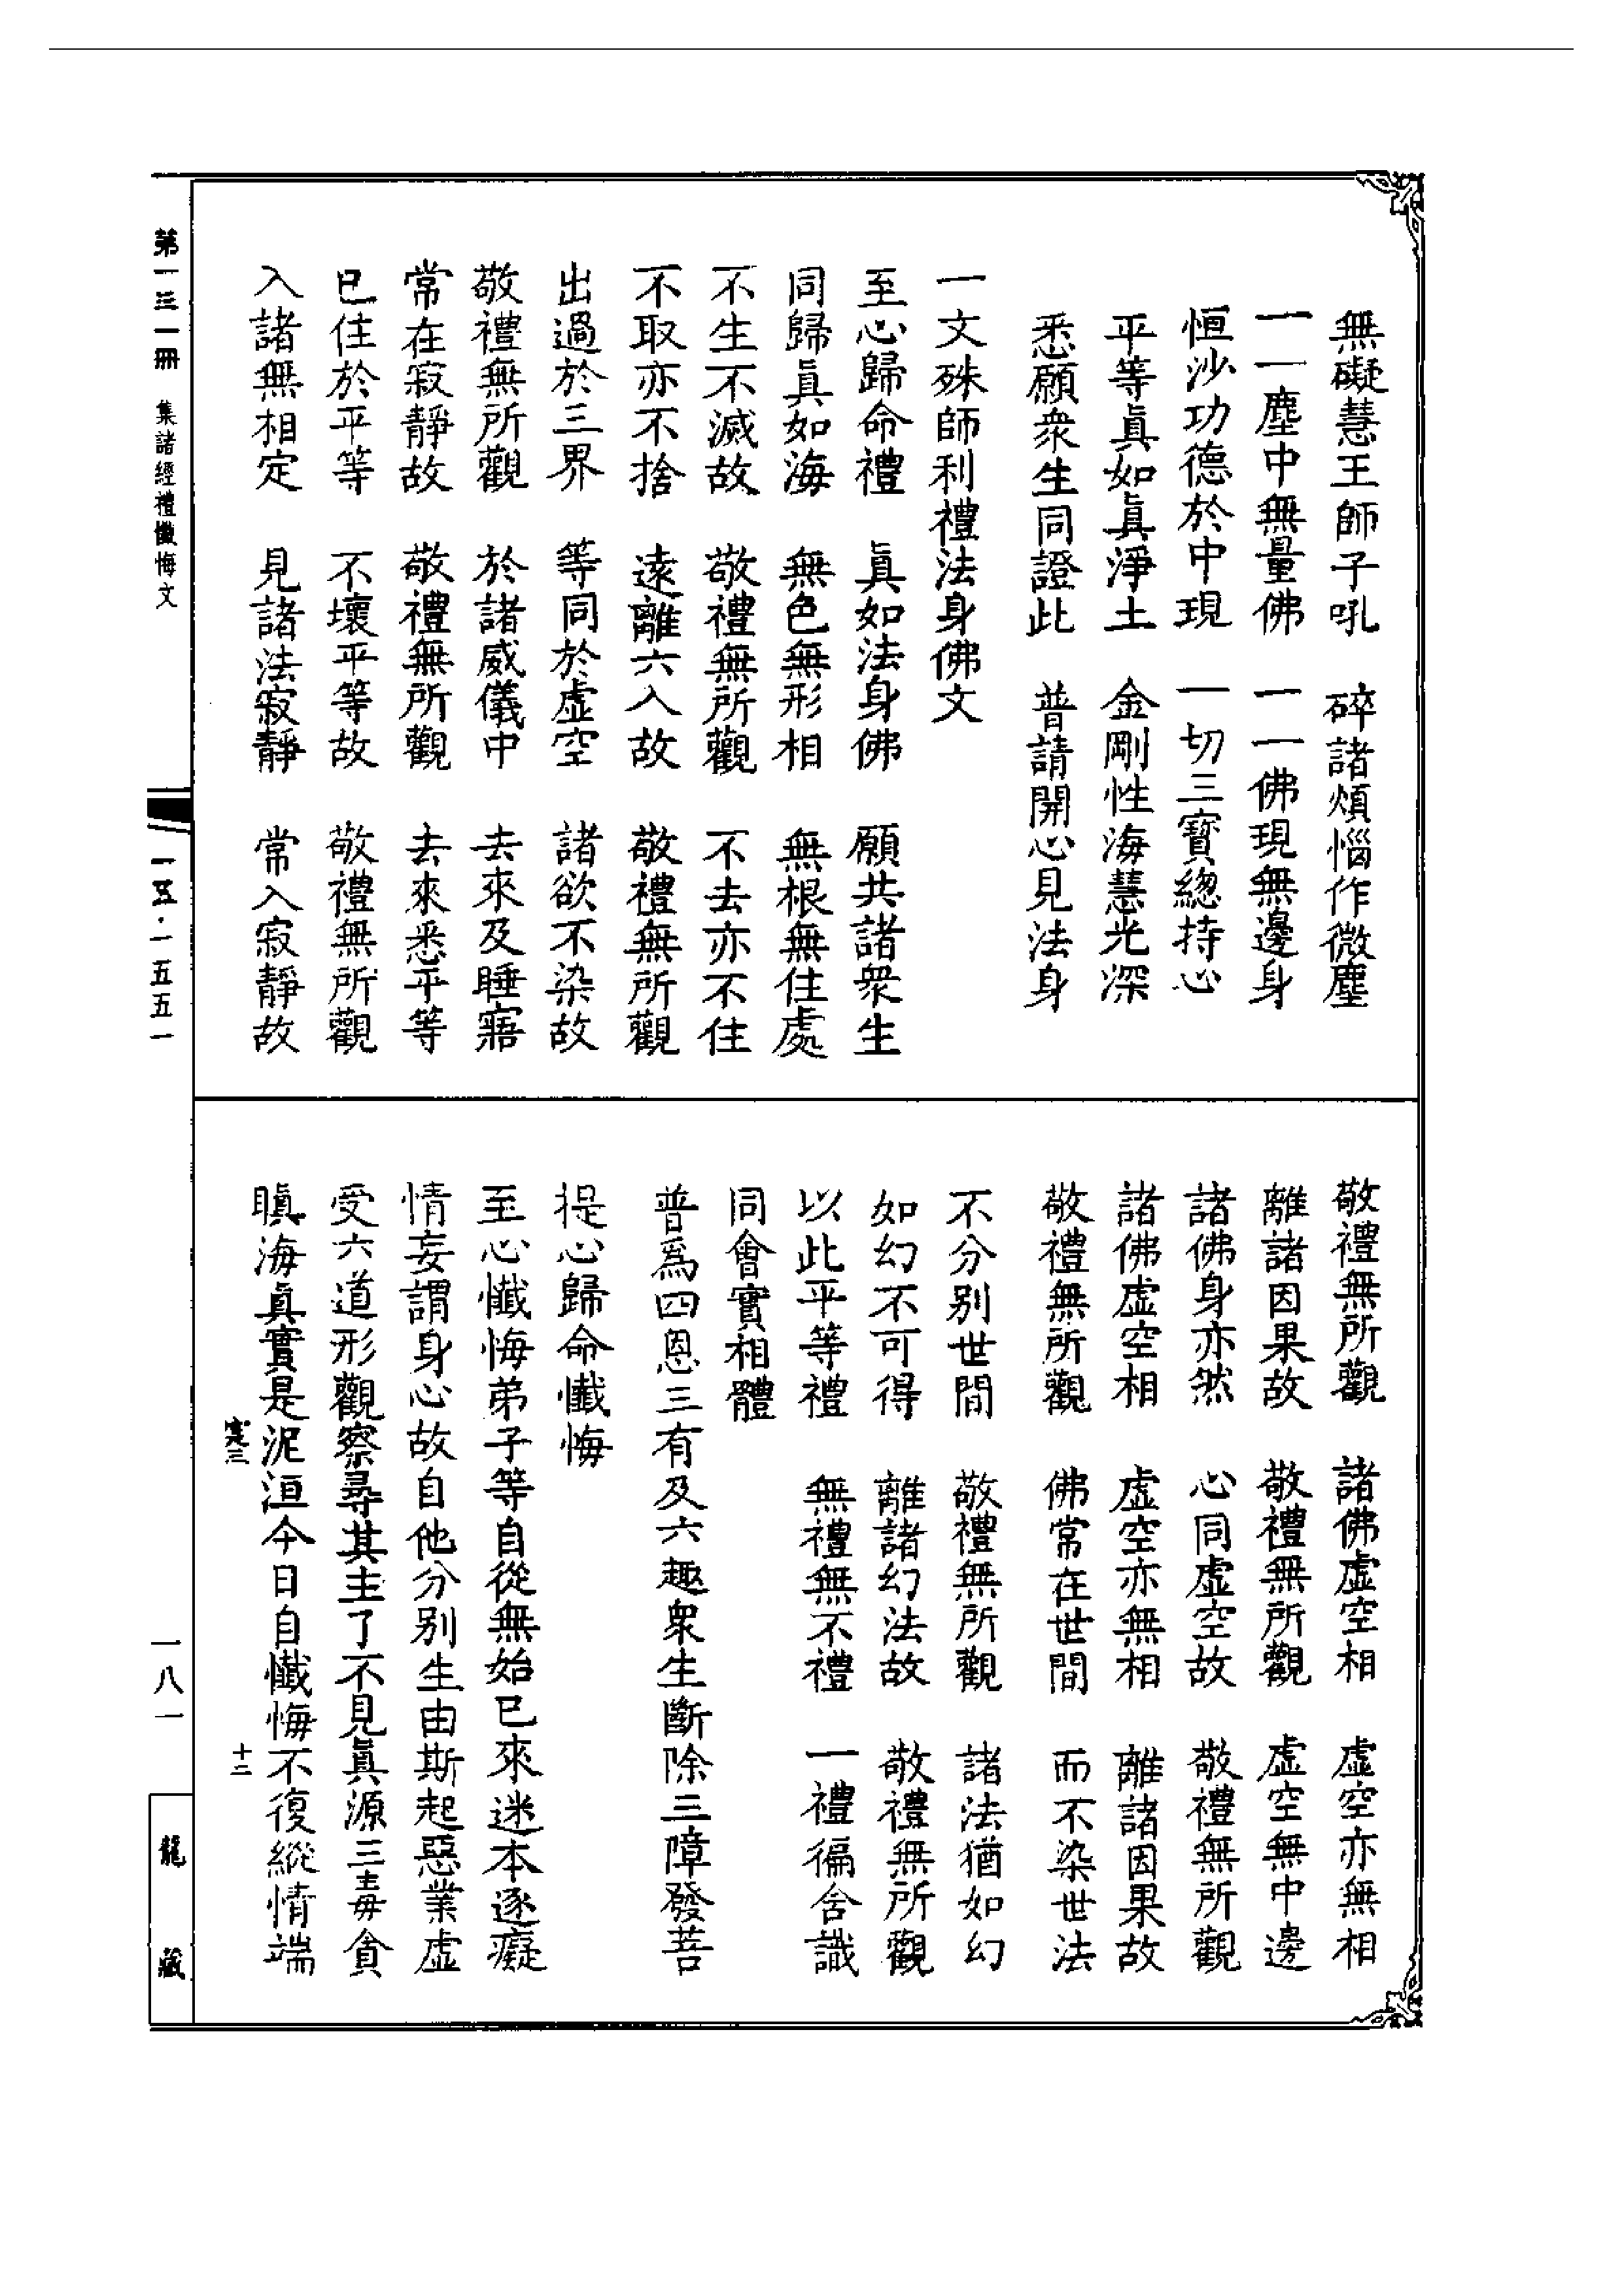 無礙慧王師子吼　碎諸煩惱作微塵
一一塵中無量佛　一一佛現無邊身
恒沙功德於中現　一切三寶總持心
平等眞如眞淨土　金剛性海慧光深
悉願衆生同證此　普請開心見法身
一文殊師利禮法身佛文
至心歸命禮　眞如法身佛　願共諸衆生
同歸眞如海　無色無形相　無根無住處
不生不滅故　敬禮無所觀　不去亦不住
不取亦不捨　遠離六入故　敬禮無所觀
出過於三界　等同於虛空　諸欲不染故
敬禮無所觀　於諸威儀中　去來及睡寤
常在寂靜故　敬禮無所觀　去來悉平等
已住於平等　不壞平等故　敬禮無所觀
入諸無相定　見諸法寂靜　常入寂靜故
敬禮無所觀　諸佛虛空相　虛空亦無相
離諸因果故　敬禮無所觀　虛空無中邊
諸佛身亦然　心同虛空故　敬禮無所觀
諸佛虛空相　虛空亦無相　離諸因果故
敬禮無所觀　佛常在世間　而不染世法
不分別世間　敬禮無所觀　諸法猶如幻
如幻不可得　離諸幻法故　敬禮無所觀
以此平等禮　無禮無不禮　一禮徧含識
同會實相體
普爲四恩三有及六趣衆生斷除三障發菩
提心歸命懺悔
至心懺悔弟子等自從無始已來迷本逐癡
情妄謂身心故自他分別生由斯起惡業虛
受六道形觀察尋其主了不見眞源三毒貪
瞋海眞實是泥洹今日自懺悔不復縱情端
十二
第一三一冊　集諸經禮懺悔文
一五·一五五一
一八一
龍藏